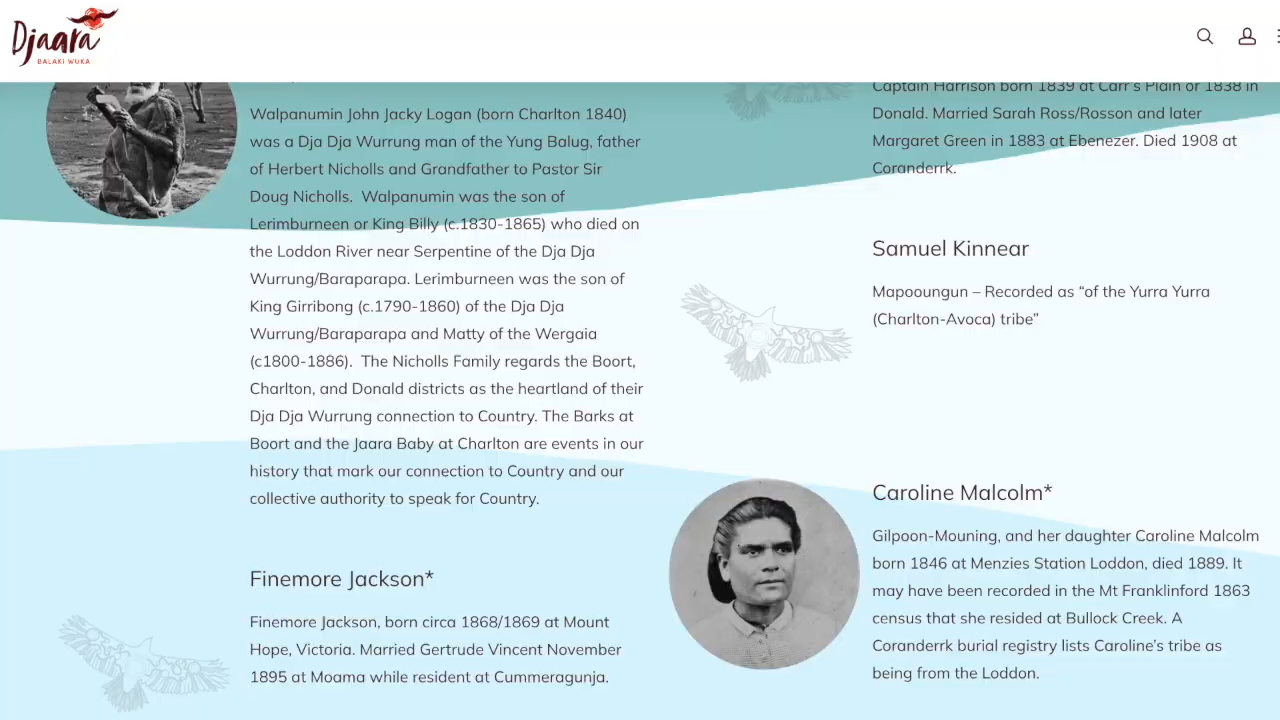 Djaara
BALAKI WUKA
Walpanumin John Jacky Logan (born Charlton 1840)
was a Dja Dja Wurrung man of the Yung Balug, father
of Herbert Nicholls and Grandfather to Pastor Sir
Doug Nicholls.  Walpanumin was the son of
Lerimburneen or King Billy (c.1830-1865) who died on
the Loddon River near Serpentine of the Dja Dja
Wurrung/Baraparapa. Lerimburneen was the son of
King Girribong (c.1790-1860) of the Dja Dja
Wurrung/Baraparapa and Matty of the Wergaia
(c1800-1886).  The Nicholls Family regards the Boort,
Charlton, and Donald districts as the heartland of their
Dja Dja Wurrung connection to Country. The Barks at
Boort and the Jaara Baby at Charlton are events in our
history that mark our connection to Country and our
collective authority to speak for Country.
Finemore Jackson*
Finemore Jackson, born circa 1868/1869 at Mount
Hope, Victoria. Married Gertrude Vincent November
1895 at Moama while resident at Cummeragunja.
Captain Harrison born 1839 at Carr's Plain or 1838 in
Donald. Married Sarah Ross/Rosson and later
Margaret Green in 1883 at Ebenezer. Died 1908 at
Coranderrk.
Samuel Kinnear
Mapooungun – Recorded as “of the Yurra Yurra
(Charlton-Avoca) tribe”
Caroline Malcolm*
Gilpoon-Mouning, and her daughter Caroline Malcolm
born 1846 at Menzies Station Loddon, died 1889. It
may have been recorded in the Mt Franklinford 1863
census that she resided at Bullock Creek. A
Coranderrk burial registry lists Caroline’s tribe as
being from the Loddon.